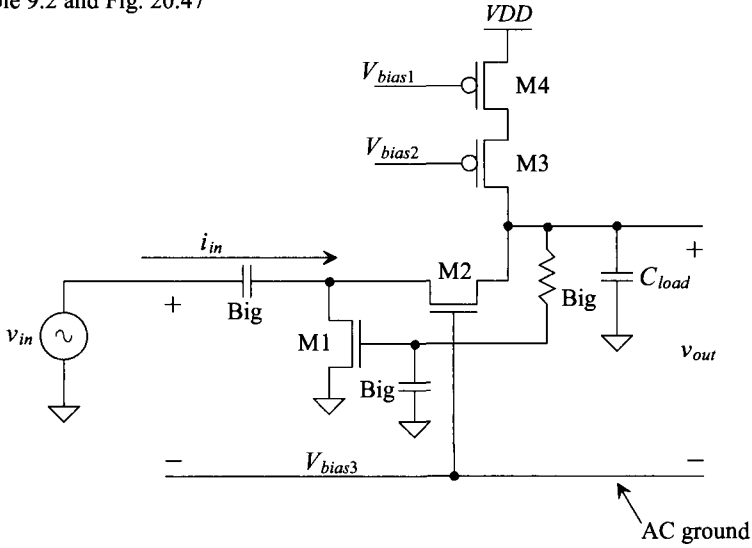 le 9.2 and Fig. 20.47
VDD
Vbias1
M4
Vbias2
M3
iin
M2
+
+
Big
Big
Cload
vin
M1
Big
vout
−
Vbias3
−
AC ground